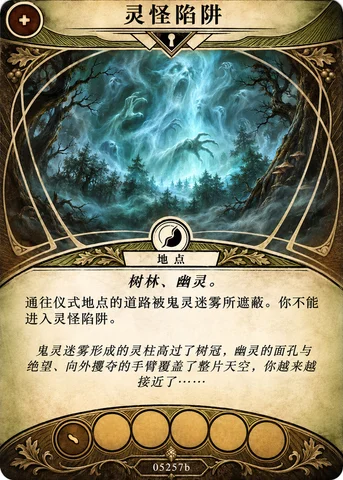 灵怪陷阱
地点
树林、幽灵。
通往仪式地点的道路被鬼灵迷雾所遮蔽。你不能
进入灵怪陷阱。
鬼灵迷雾形成的灵柱高过了树冠，幽灵的面孔与
绝望、向外攫夺的手臂覆盖了整片天空，你越来越
接近了……
05257b